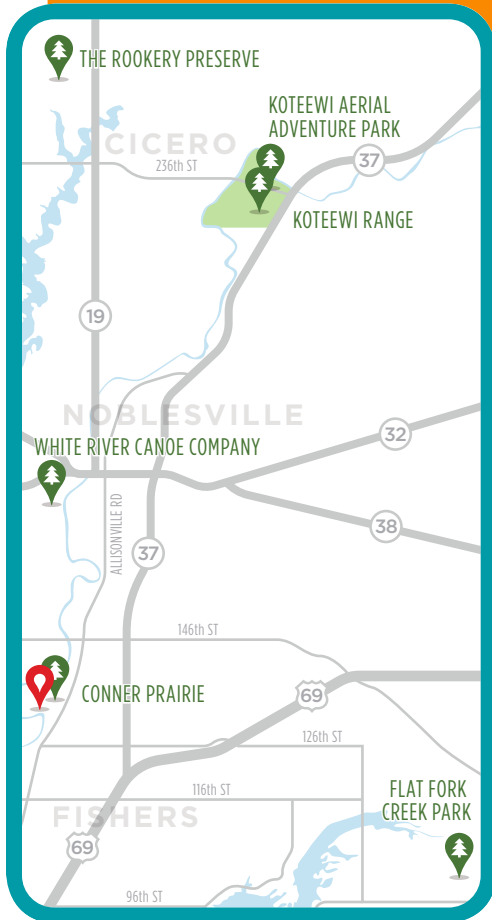 THE ROOKERY PRESERVE
CICERO
KOTEEWI AERIAL
ADVENTURE PARK
236th ST
37
KOTEEWI RANGE
19
NOBLESVILLE
32
WHITE RIVER CANOE COMPANY
ALLISONVILLE RD
38
37
146th ST
CONNER PRAIRIE
69
126th ST
116th ST
FLAT FORK
CREEK PARK
FISHERS
69
96th ST